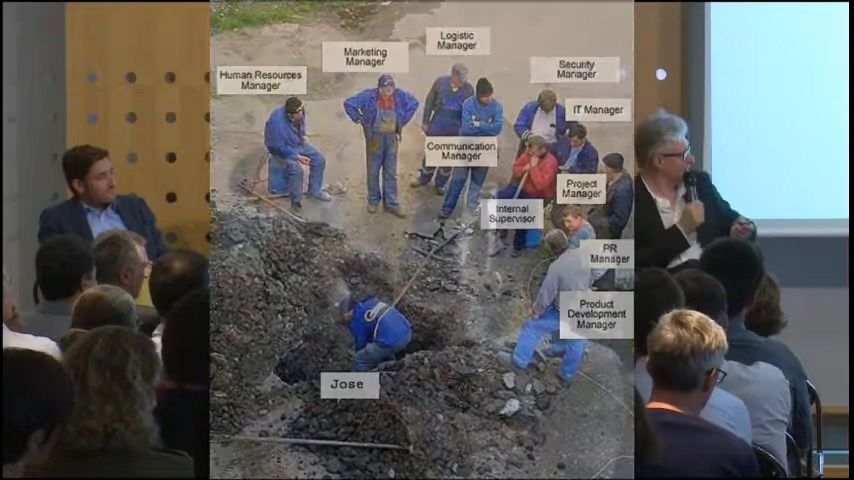 Logistic
Manager
Marketing
Manager
Human Resources
Manager
Security
Manager
IT Manager
Communication
Manager
Project
Manager
Internal
Supervisor
PR
Manager
Product
Development
Manager
Jose